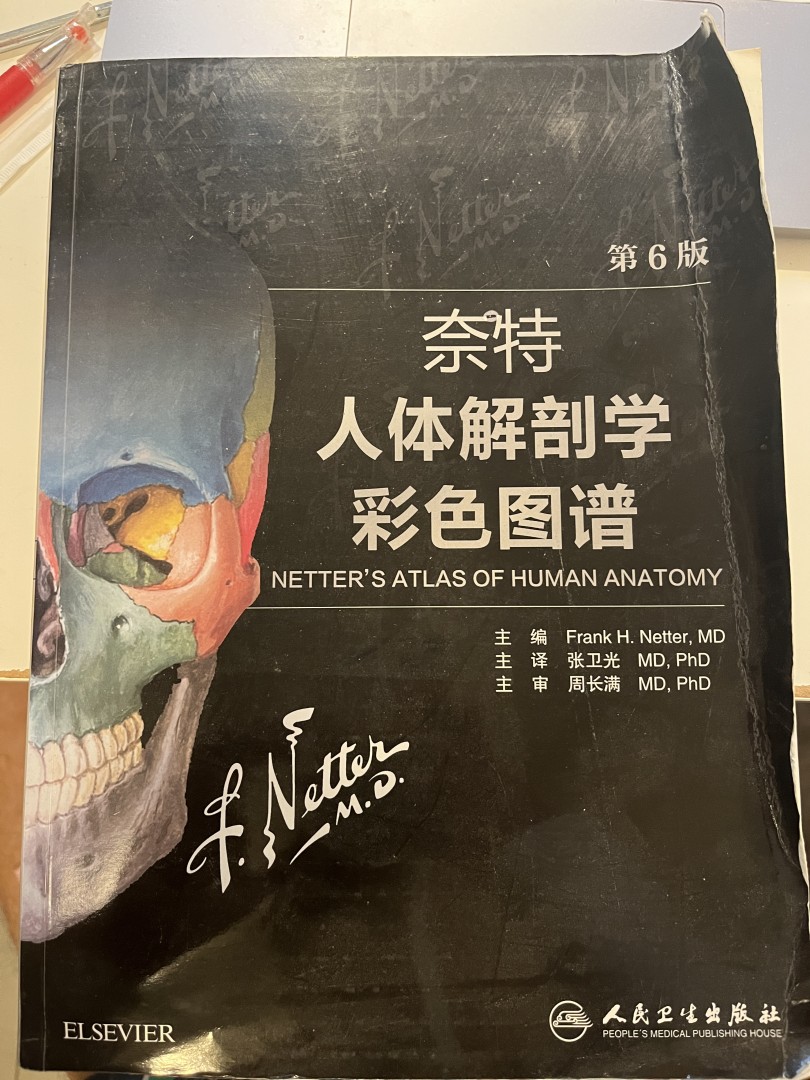 第6版
奈特
人体解剖学
彩色图谱
NETTER'S ATLAS OF HUMAN ANATOMY
主 编 Frank H. Netter, MD
主 译 张卫光 MD, PhD
主 审 周长满 MD, PhD
F. Netter
M.D.
ELSEVIER
人民卫生出版社
PEOPLE'S MEDICAL PUBLISHING HOUSE